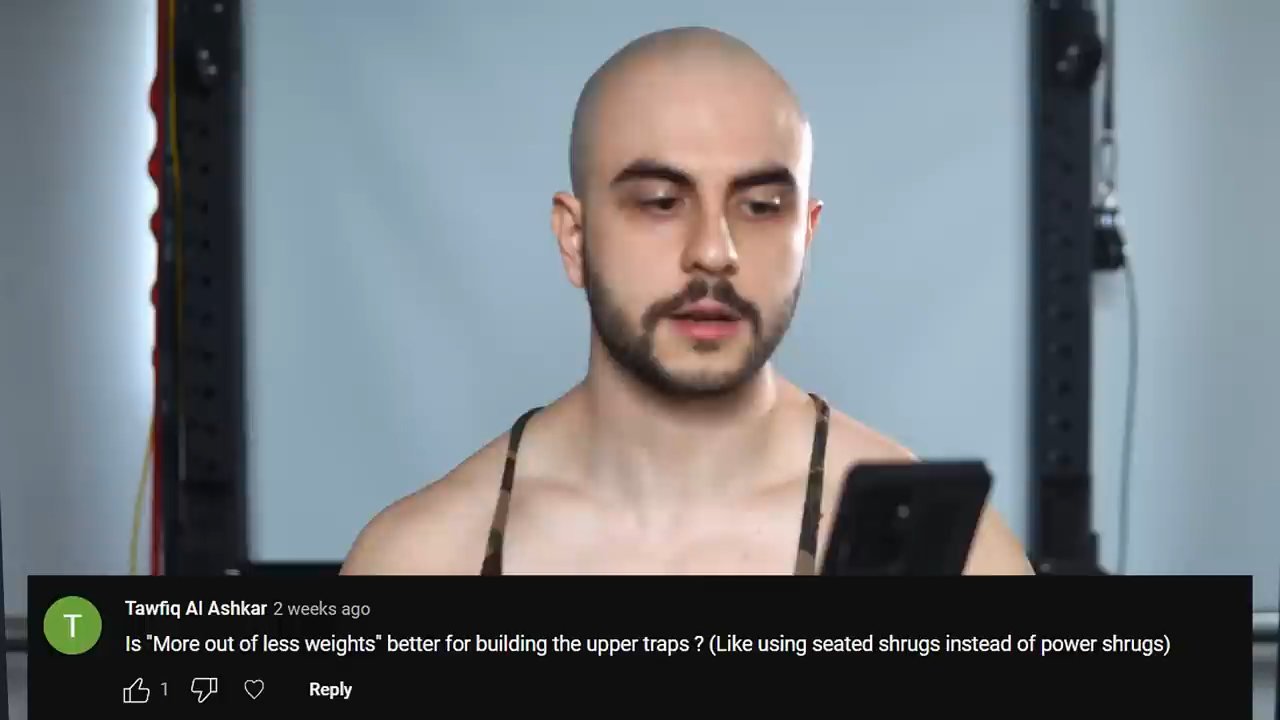 T
Tawfiq Al Ashkar 2 weeks ago
Is "More out of less weights" better for building the upper traps ? (Like using seated shrugs instead of power shrugs)
1
Reply